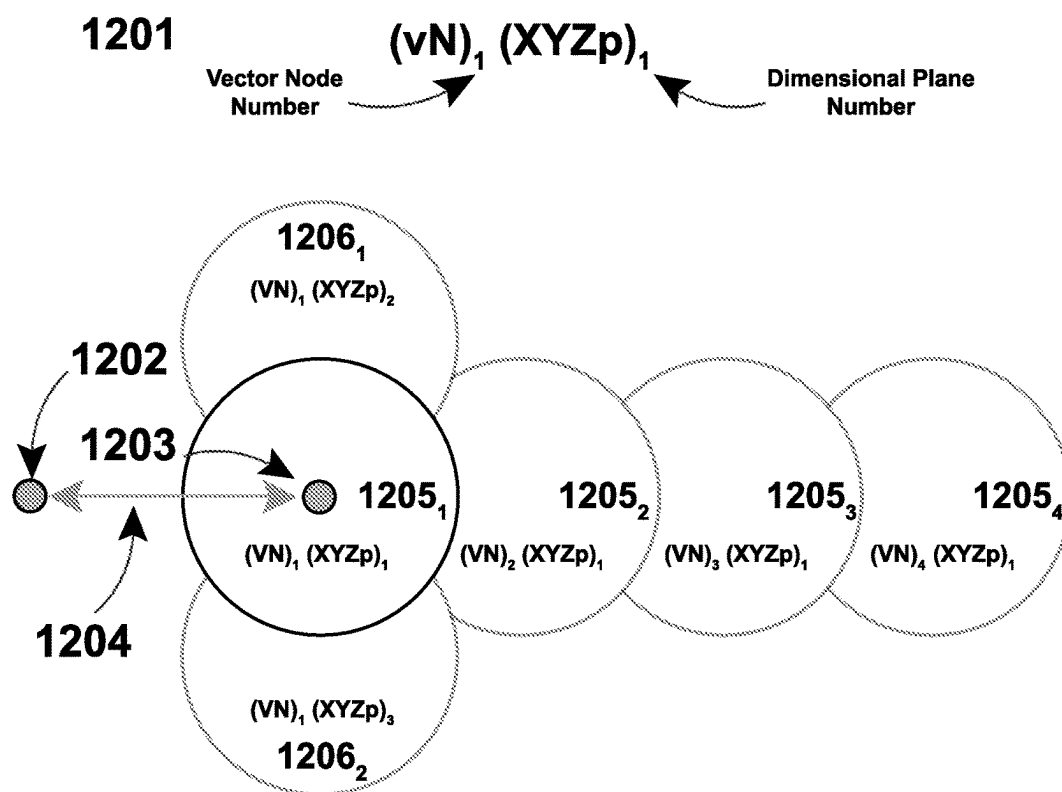 1201 (vN)₁ (XYZp)₁
Vector Node
Number
Dimensional Plane
Number
1206₁
(VN)₁ (XYZp)₂
1202
1203
1205₁ 1205₂ 1205₃ 1205₄
(VN)₁ (XYZp)₁ (VN)₂ (XYZp)₁ (VN)₃ (XYZp)₁ (VN)₄ (XYZp)₁
1204
(VN)₁ (XYZp)₃
1206₂